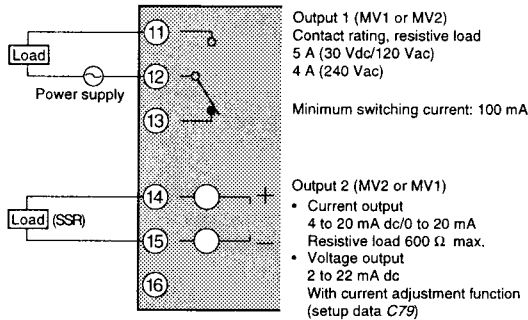 11
Load
12
Power supply
13
Output 1 (MV1 or MV2)
Contact rating, resistive load
5 A (30 Vdc/120 Vac)
4 A (240 Vac)
Minimum switching current: 100 mA
14
+
Load (SSR)
15
–
16
Output 2 (MV2 or MV1)
• Current output
4 to 20 mA dc/0 to 20 mA
Resistive load 600 Ω max.
• Voltage output
2 to 22 mA dc
With current adjustment function
(setup data C79)